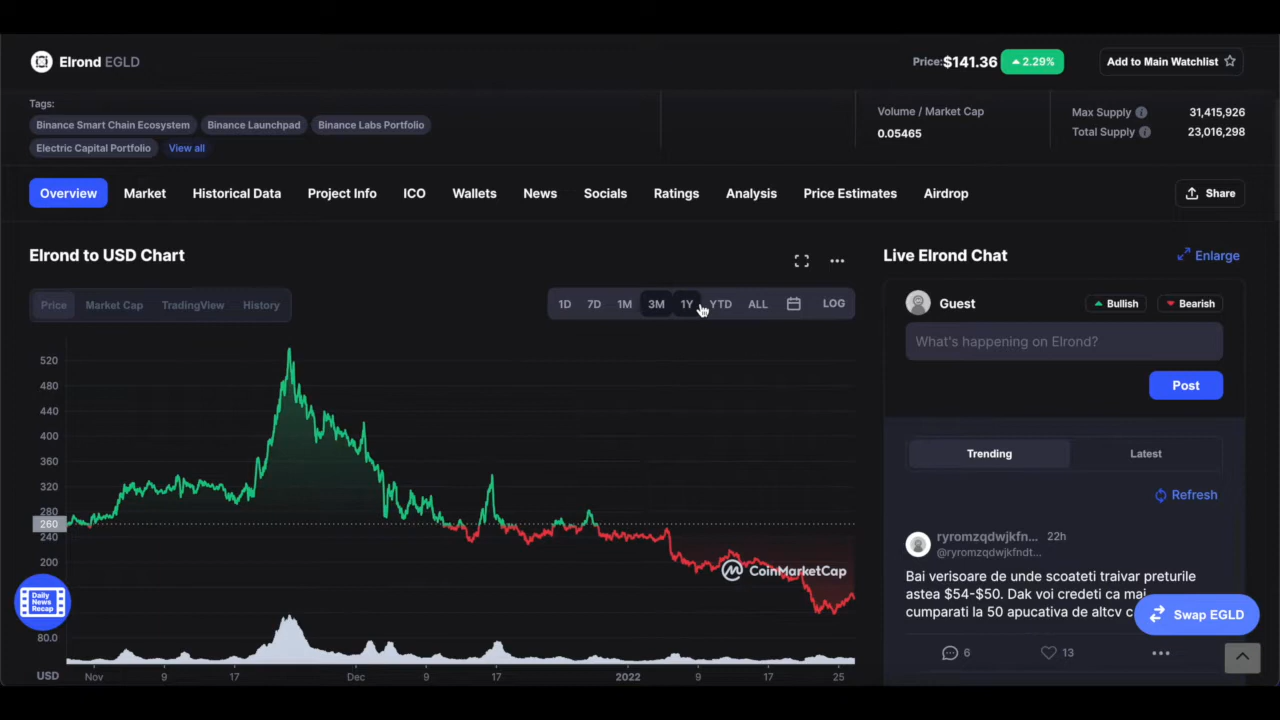 Elrond EGLD
Price:$141.36 2.29%
Add to Main Watchlist
Tags:
Binance Smart Chain Ecosystem Binance Launchpad Binance Labs Portfolio
Electric Capital Portfolio View all
Volume / Market Cap
0.05465
Max Supply 31,415,926
Total Supply 23,016,298
Overview Market Historical Data Project Info ICO Wallets News Socials Ratings Analysis Price Estimates Airdrop
Share
Elrond to USD Chart
Price Market Cap TradingView History
1D 7D 1M 3M 1Y YTD ALL LOG
520
480
440
400
360
320
280
260
240
200
80.0
USD
CoinMarketCap
Nov 9 17 Dec 9 17 2022 9 17 25
Daily
News
Recap
Live Elrond Chat
Enlarge
Guest
Bullish Bearish
What's happening on Elrond?
Post
Trending Latest
Refresh
ryromzqdwjkfn... 22h
@ryromzqdwjkfndt...
Bai verisoare de unde scoateti traivar preturile
astea $54-$50. Dak voi credeti ca mai
cumparati la 50 apucativa de altcv c
Swap EGLD
6 13